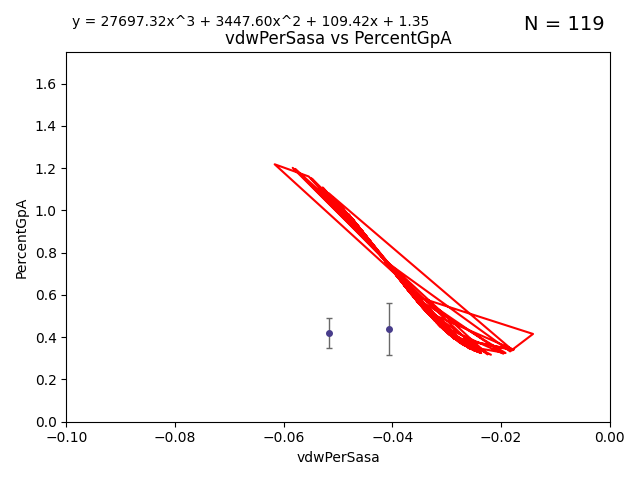 y = 27697.32x^3 + 3447.60x^2 + 109.42x + 1.35
N = 119
vdwPerSasa vs PercentGpA
PercentGpA
1.6
1.4
1.2
1.0
0.8
0.6
0.4
0.2
0.0
−0.10 −0.08 −0.06 −0.04 −0.02 0.00
vdwPerSasa